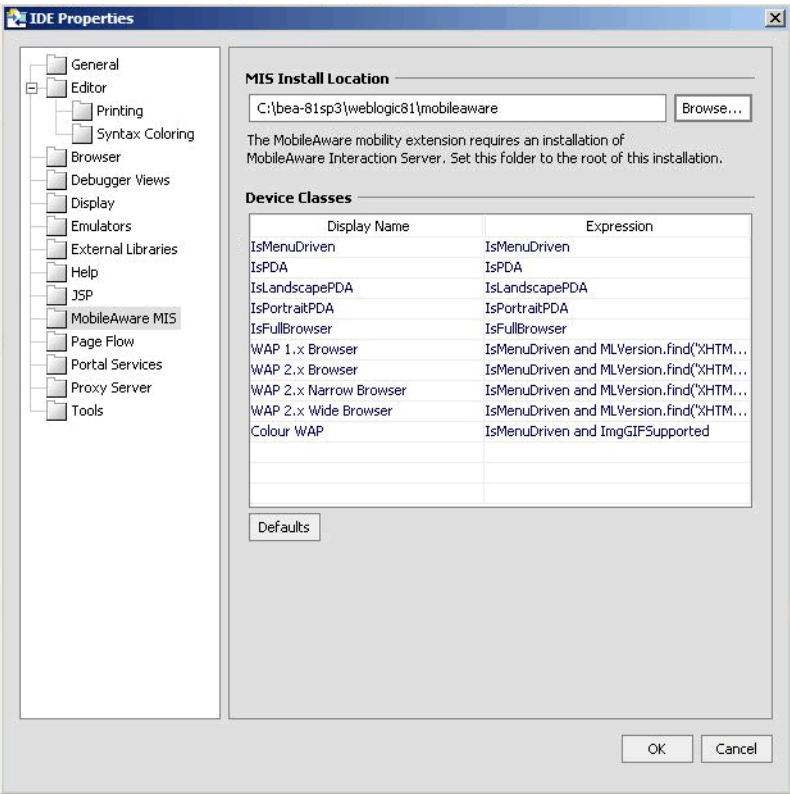 IDE Properties
General
Editor
Printing
Syntax Coloring
Browser
Debugger Views
Display
Emulators
External Libraries
Help
JSP
MobileAware MIS
Page Flow
Portal Services
Proxy Server
Tools
MIS Install Location
C:\bea-81sp3\weblogic81\mobileaware Browse...
The MobileAware mobility extension requires an installation of
MobileAware Interaction Server. Set this folder to the root of this installation.
Device Classes
Display Name Expression
IsMenuDriven IsMenuDriven
IsPDA IsPDA
IsLandscapePDA IsLandscapePDA
IsPortraitPDA IsPortraitPDA
IsFullBrowser IsFullBrowser
WAP 1.x Browser IsMenuDriven and MLVersion.find('XHTM...
WAP 2.x Browser IsMenuDriven and MLVersion.find('XHTM...
WAP 2.x Narrow Browser IsMenuDriven and MLVersion.find('XHTM...
WAP 2.x Wide Browser IsMenuDriven and MLVersion.find('XHTM...
Colour WAP IsMenuDriven and ImgGIFSupported
Defaults
OK Cancel